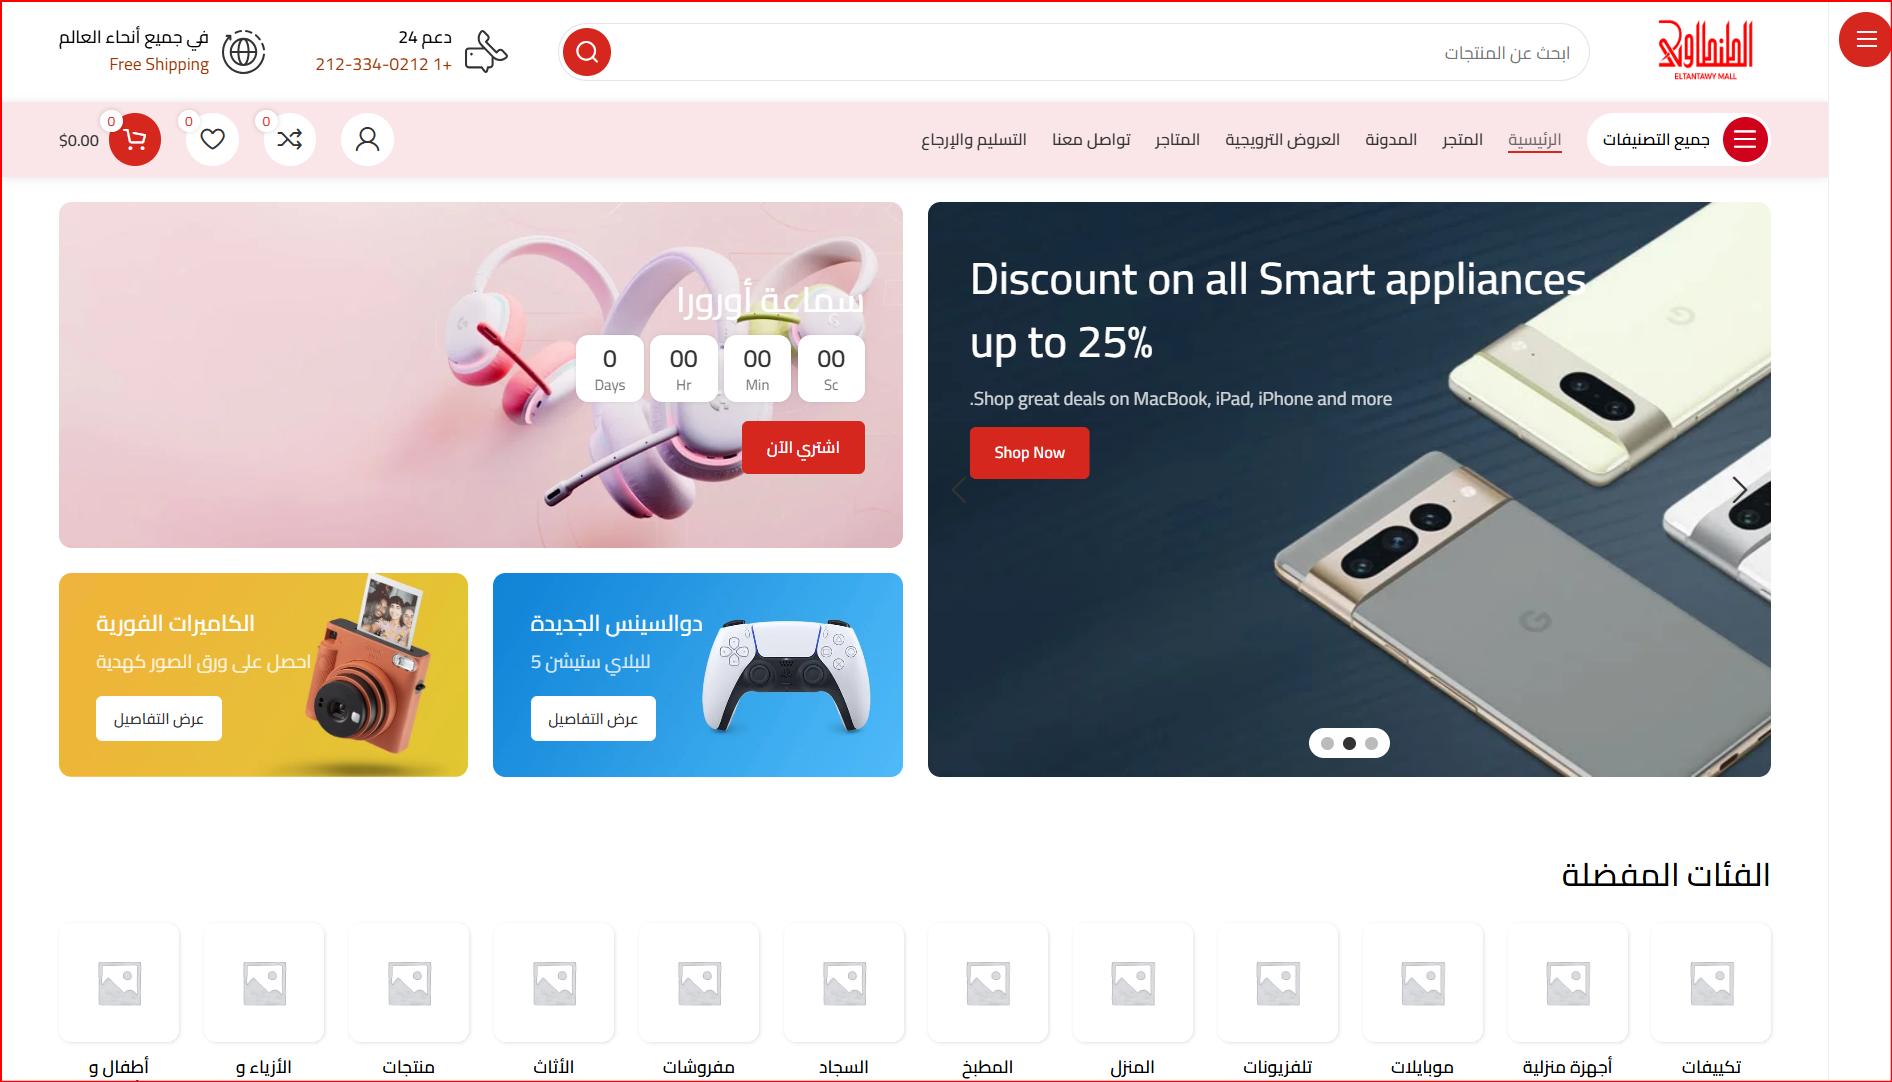 الطنطاوي
ELTANTAWY MALL
ابحث عن المنتجات
دعم 24
+1 212-334-0212
في جميع أنحاء العالم
Free Shipping
جميع التصنيفات
الرئيسية
المتجر
المدونة
العروض الترويجية
المتاجر
تواصل معنا
التسليم والإرجاع
0
0
0
$0.00
Discount on all Smart appliances
up to 25%
.Shop great deals on MacBook, iPad, iPhone and more
Shop Now
سماعة أورورا
0 Days
00 Hr
00 Min
00 Sc
اشتري الآن
دوالسينس الجديدة
للبلاي ستيشن 5
عرض التفاصيل
الكاميرات الفورية
احصل على ورق الصور كهدية
عرض التفاصيل
الفئات المفضلة
تكييفات
أجهزة منزلية
موبايلات
تلفزيونات
المنزل
المطبخ
السجاد
مفروشات
الأثاث
منتجات
الأزياء و
أطفال و